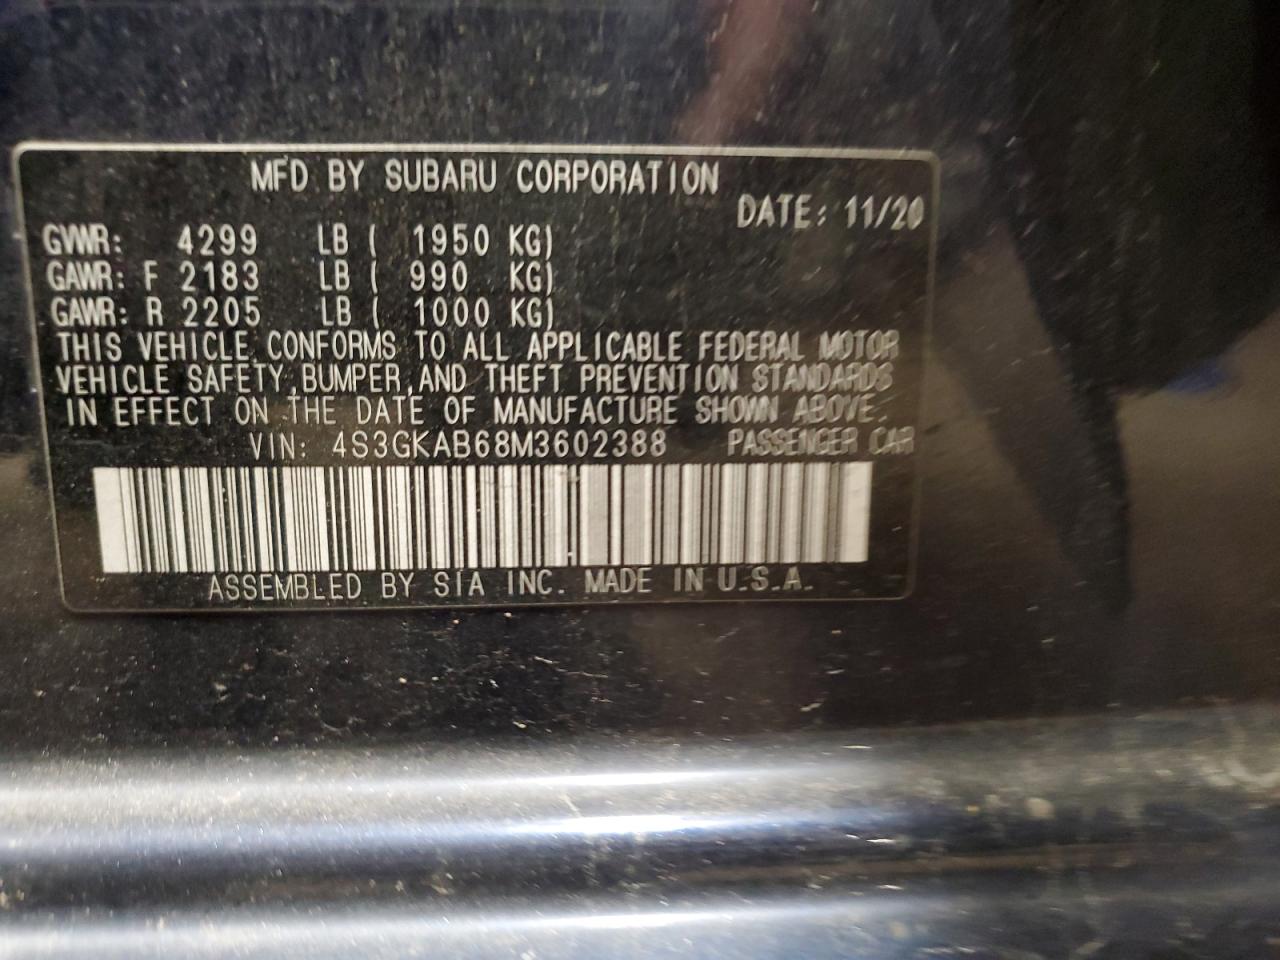 MFD BY SUBARU CORPORATION
DATE: 11/20
GVWR: 4299 LB ( 1950 KG)
GAWR: F 2183 LB ( 990 KG)
GAWR: R 2205 LB ( 1000 KG)
THIS VEHICLE CONFORMS TO ALL APPLICABLE FEDERAL MOTOR
VEHICLE SAFETY, BUMPER, AND THEFT PREVENTION STANDARDS
IN EFFECT ON THE DATE OF MANUFACTURE SHOWN ABOVE.
VIN: 4S3GKAB68M3602388 PASSENGER CAR
ASSEMBLED BY SIA INC. MADE IN U.S.A.